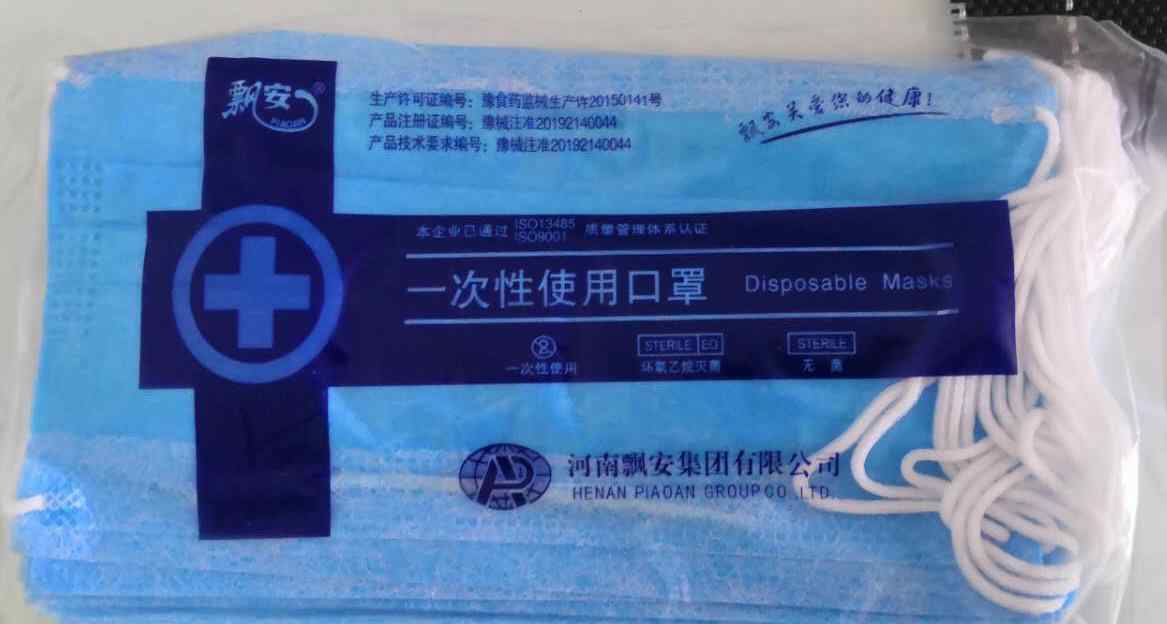 飘安®
PIAOAN
生产许可证编号：豫食药监械生产许20150141号
产品注册证编号：豫械注准20192140044
产品技术要求编号：豫械注准20192140044
飘安关爱您的健康！
本企业已通过 ISO13485 ISO9001 质量管理体系认证
一次性使用口罩 Disposable Masks
2 STERILE EO STERILE
一次性使用 环氧乙烷灭菌 无菌
河南飘安集团有限公司
HENAN PIAOAN GROUP CO.,LTD.